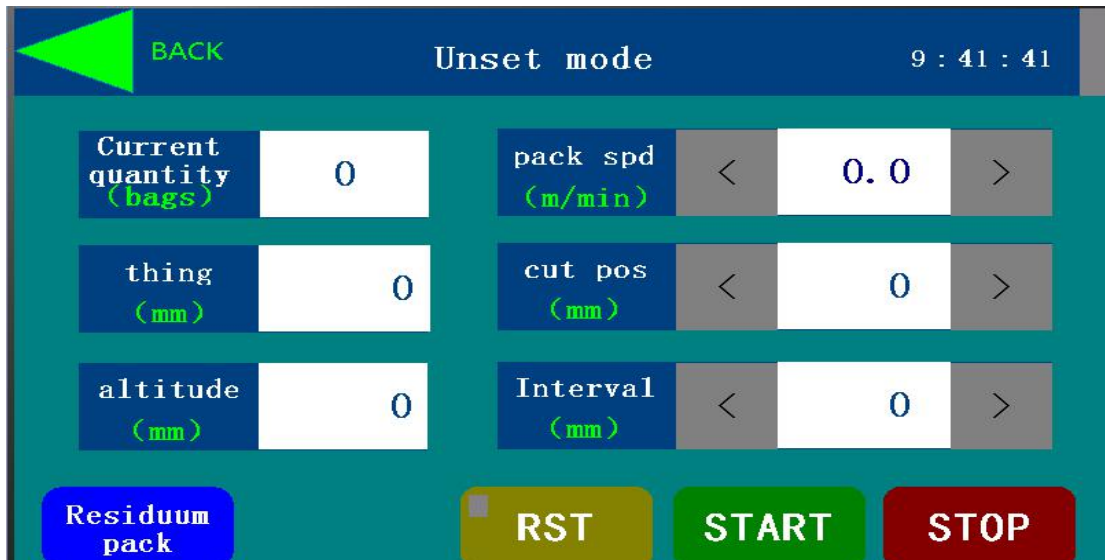 BACK
Unset mode
9 : 41 : 41
Current
quantity
(bags)
0
pack spd
(m/min)
<
0.0
>
thing
(mm)
0
cut pos
(mm)
<
0
>
altitude
(mm)
0
Interval
(mm)
<
0
>
Residuum
pack
RST
START
STOP